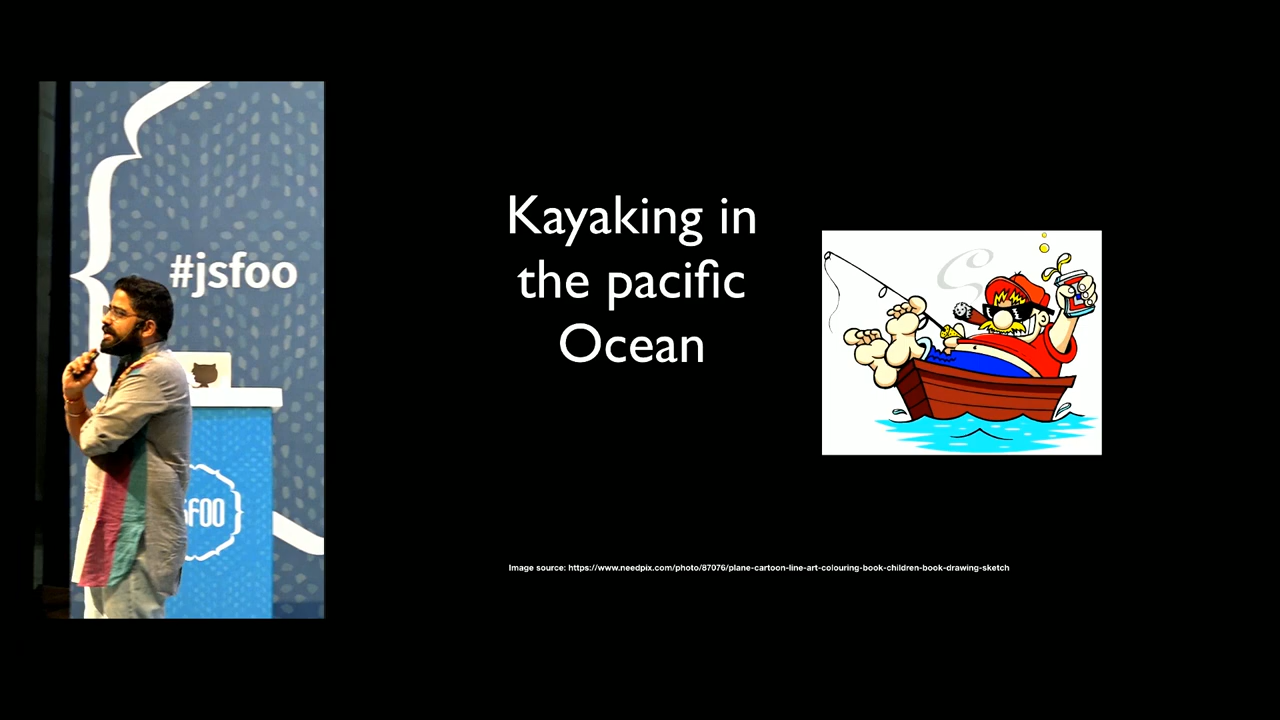 #jsfoo
SFOO
Kayaking in
the pacific
Ocean
Image source: https://www.needpix.com/photo/87076/plane-cartoon-line-art-colouring-book-children-book-drawing-sketch